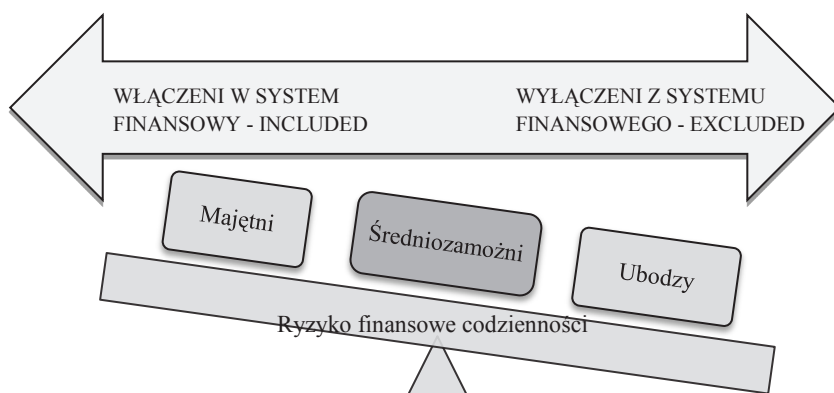 WŁĄCZENI W SYSTEM
FINANSOWY - INCLUDED
WYŁĄCZENI Z SYSTEMU
FINANSOWEGO - EXCLUDED
Majętni
Średniozamożni
Ubodzy
Ryzyko finansowe codzienności